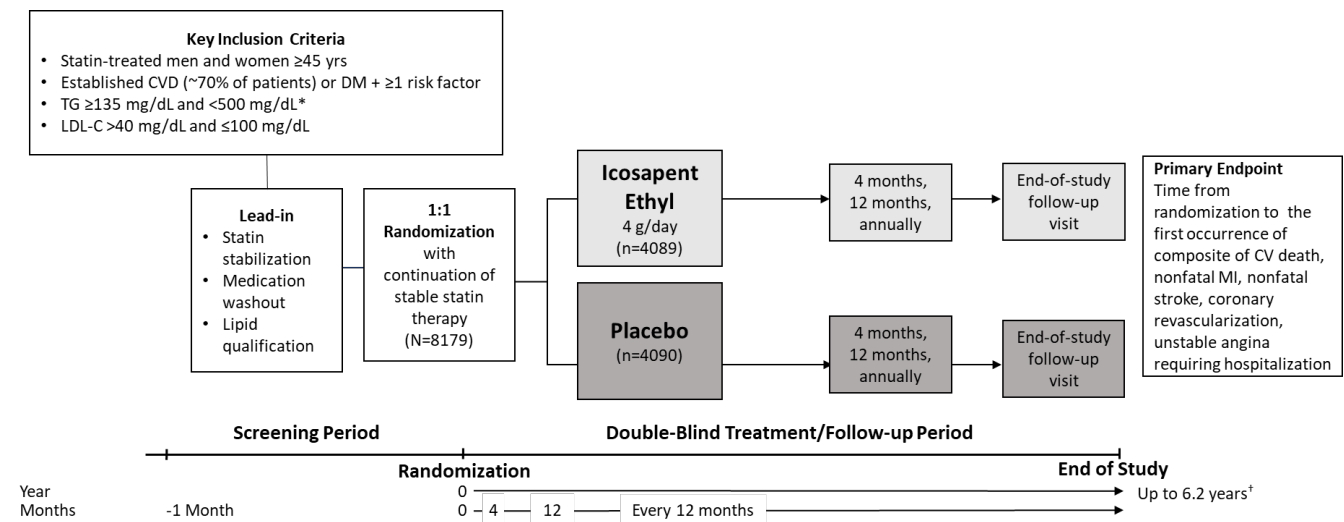 Key Inclusion Criteria
• Statin-treated men and women ≥45 yrs
• Established CVD (~70% of patients) or DM + ≥1 risk factor
• TG ≥135 mg/dL and <500 mg/dL*
• LDL-C >40 mg/dL and ≤100 mg/dL
Lead-in
• Statin
stabilization
• Medication
washout
• Lipid
qualification
1:1
Randomization
with
continuation of
stable statin
therapy
(N=8179)
Icosapent
Ethyl
4 g/day
(n=4089)
4 months,
12 months,
annually
End-of-study
follow-up
visit
Placebo
(n=4090)
4 months,
12 months,
annually
End-of-study
follow-up
visit
Primary Endpoint
Time from
randomization to the
first occurrence of
composite of CV death,
nonfatal MI, nonfatal
stroke, coronary
revascularization,
unstable angina
requiring hospitalization
Screening Period
Double-Blind Treatment/Follow-up Period
Randomization
End of Study
Year
0
Up to 6.2 years†
Months
-1 Month
0
4
12
Every 12 months